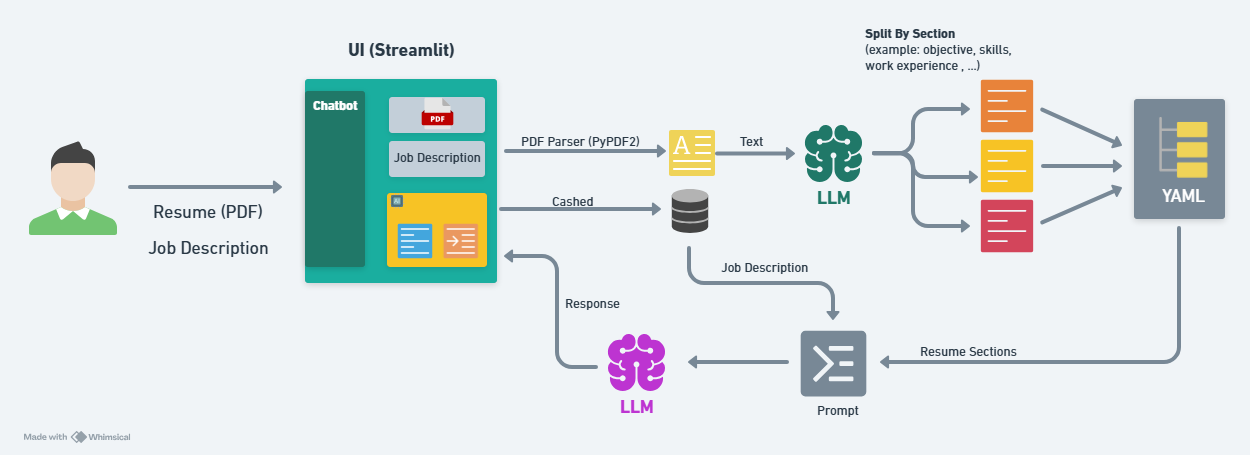 Split By Section
(example: objective, skills,
work experience , ...)
UI (Streamlit)
Chatbot
PDF
Job Description
AI
Resume (PDF)
Job Description
PDF Parser (PyPDF2)
A
Text
LLM
YAML
Cashed
Job Description
Response
Resume Sections
LLM
Prompt
Made with Whimsical